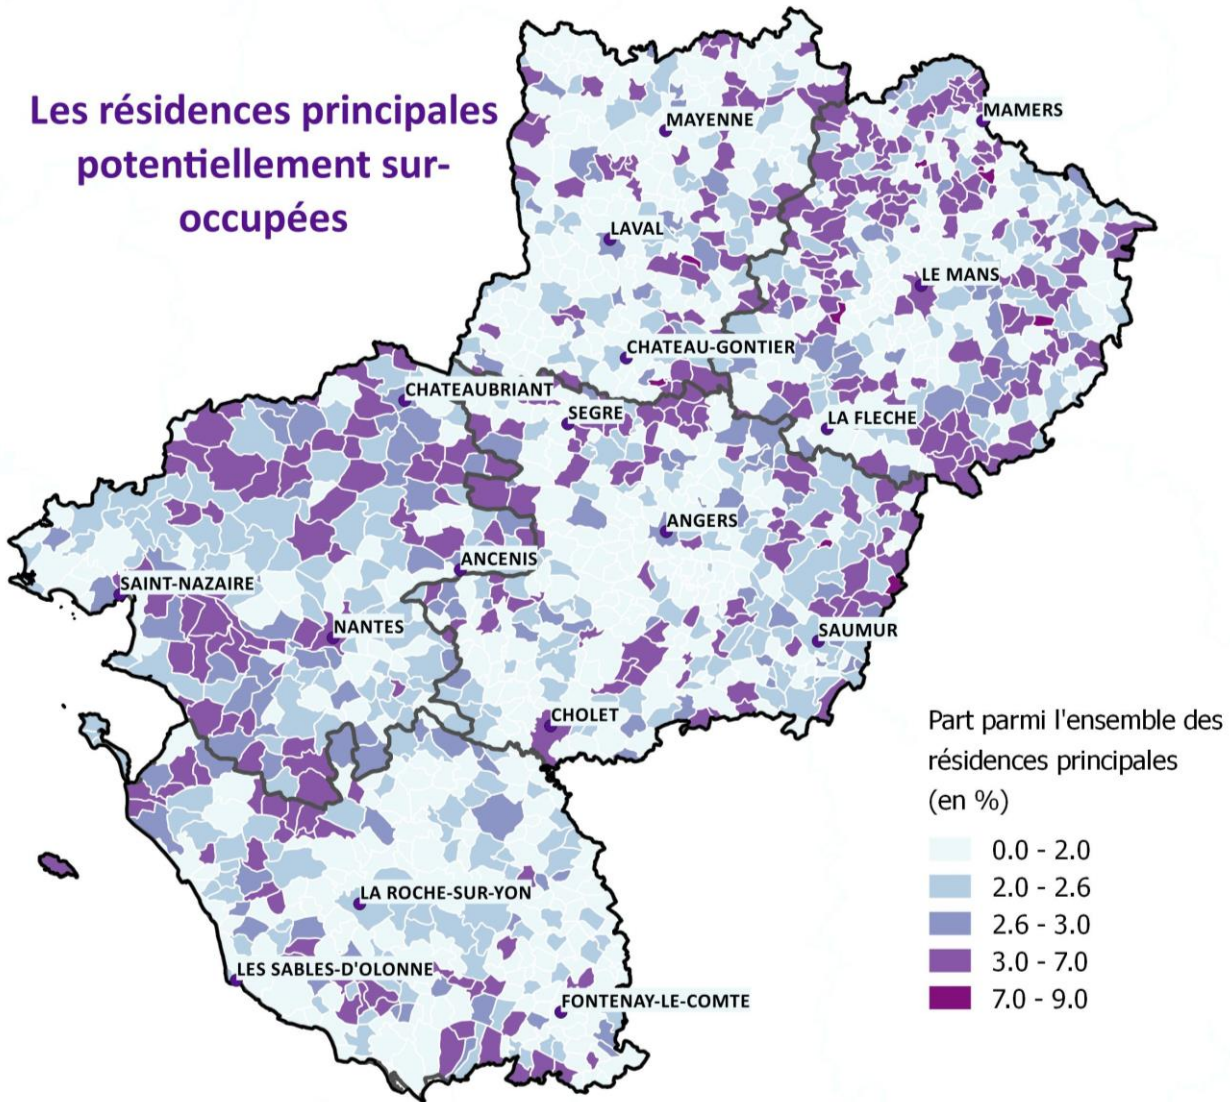 Les résidences principales
potentiellement sur-
occupées
MAMERS
MAYENNE
LAVAL
LE MANS
CHATEAU-GONTIER
CHATEAUBRIANT
SEGRE
LA FLECHE
ANGERS
ANCENIS
SAINT-NAZAIRE
NANTES
SAUMUR
CHOLET
LA ROCHE-SUR-YON
LES SABLES-D'OLONNE
FONTENAY-LE-COMTE
Part parmi l'ensemble des
résidences principales
(en %)
0.0 - 2.0
2.0 - 2.6
2.6 - 3.0
3.0 - 7.0
7.0 - 9.0